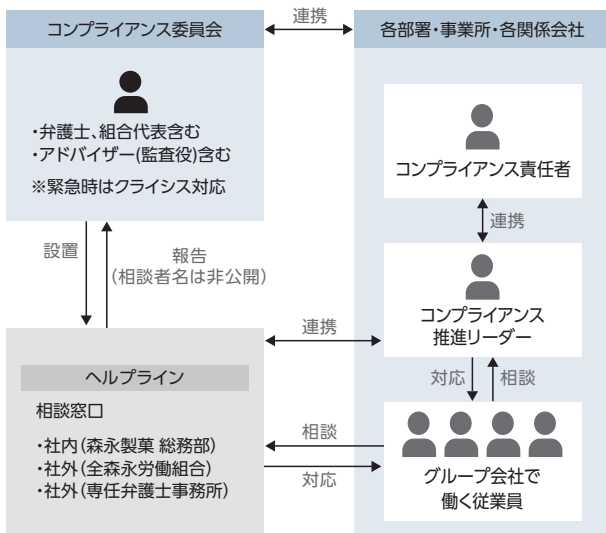 コンプライアンス委員会
連携
各部署・事業所・各関係会社
・弁護士、組合代表含む
・アドバイザー(監査役)含む
※緊急時はクライシス対応
コンプライアンス責任者
連携
設置
報告
(相談者名は非公開)
コンプライアンス
推進リーダー
連携
対応
相談
ヘルプライン
相談窓口
・社内(森永製菓 総務部)
・社外(全森永労働組合)
・社外(専任弁護士事務所)
相談
対応
グループ会社で
働く従業員